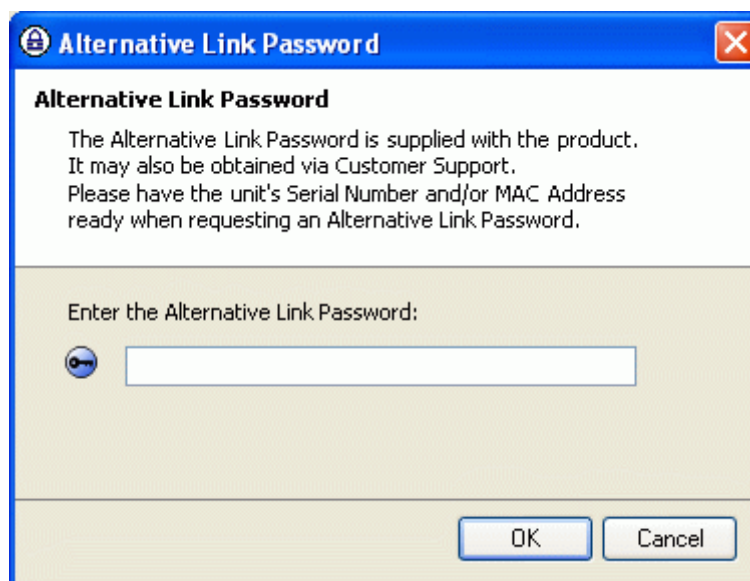 Alternative Link Password
Alternative Link Password
The Alternative Link Password is supplied with the product.
It may also be obtained via Customer Support.
Please have the unit's Serial Number and/or MAC Address
ready when requesting an Alternative Link Password.
Enter the Alternative Link Password:
OK Cancel